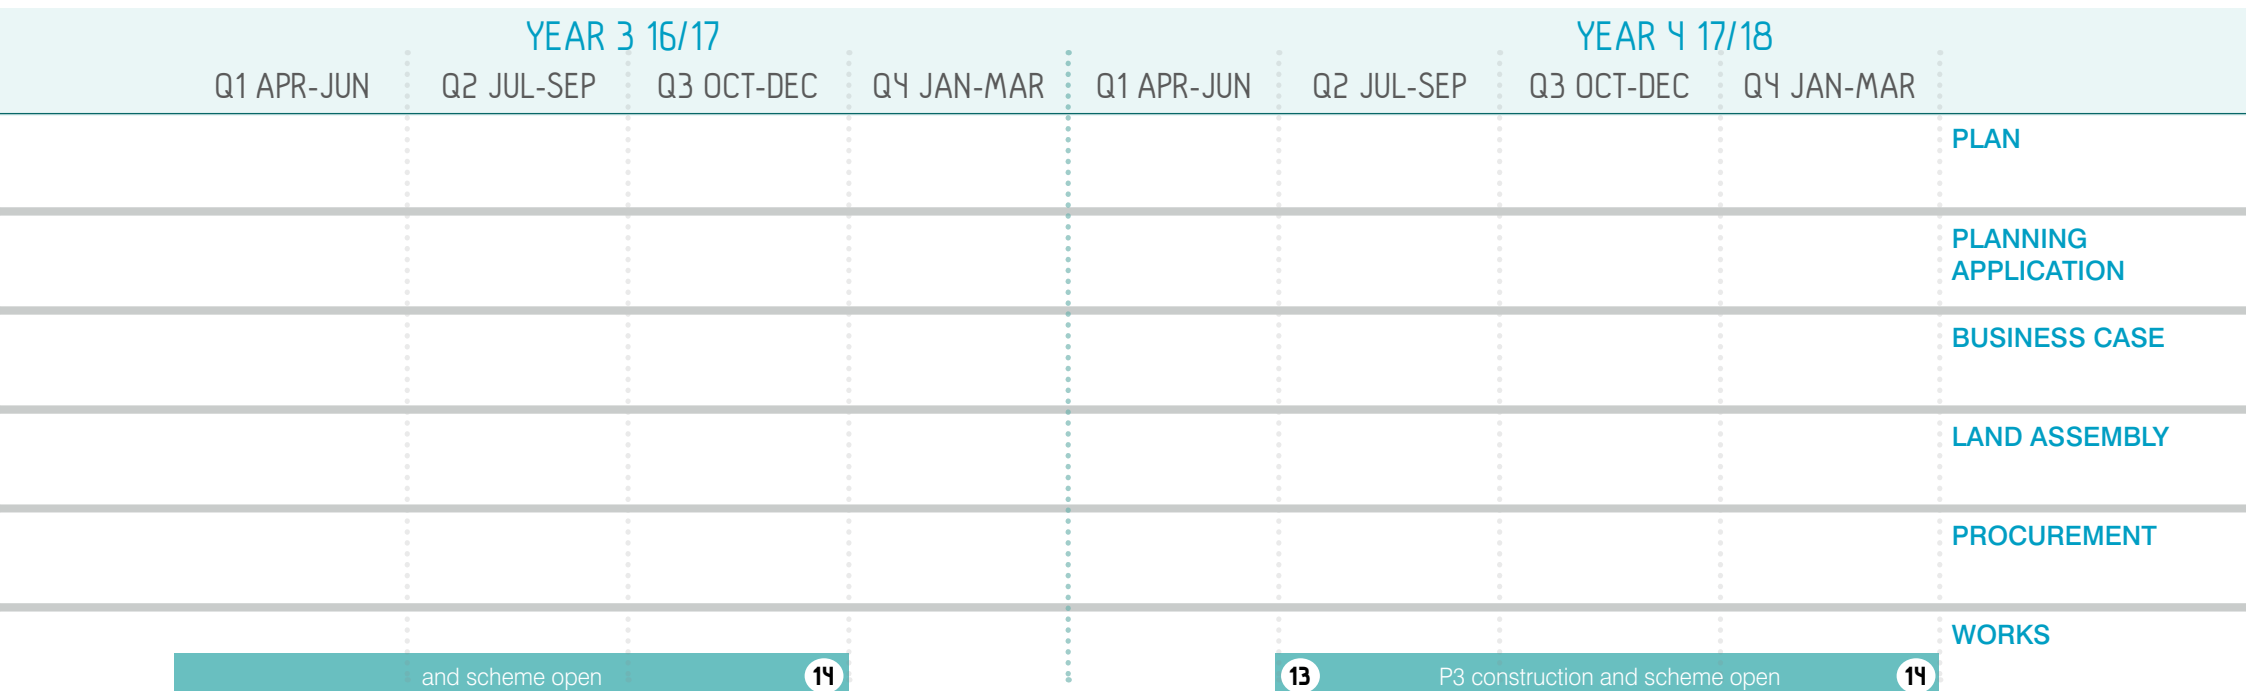 YEAR 3 16/17 YEAR 4 17/18
Q1 APR-JUN Q2 JUL-SEP Q3 OCT-DEC Q4 JAN-MAR Q1 APR-JUN Q2 JUL-SEP Q3 OCT-DEC Q4 JAN-MAR
PLAN
PLANNING
APPLICATION
BUSINESS CASE
LAND ASSEMBLY
PROCUREMENT
WORKS
and scheme open 14 13 P3 construction and scheme open 14